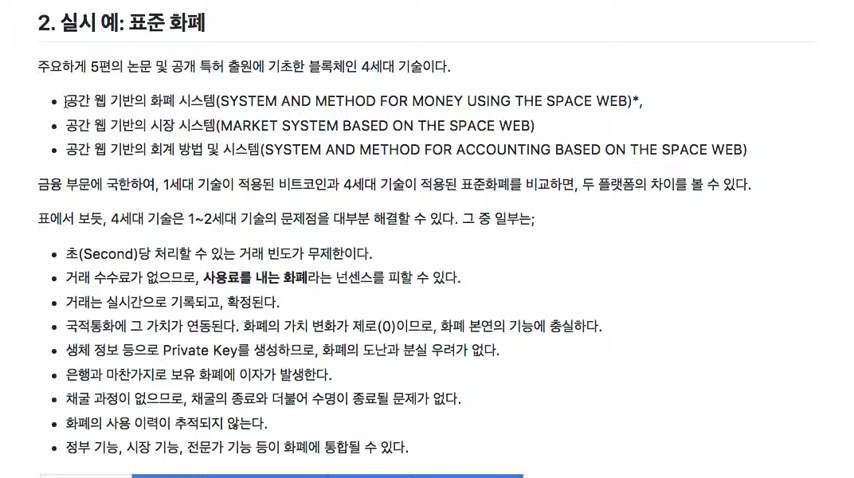 2. 실시 예: 표준 화폐
주요하게 5편의 논문 및 공개 특허 출원에 기초한 블록체인 4세대 기술이다.
공간 웹 기반의 화폐 시스템(SYSTEM AND METHOD FOR MONEY USING THE SPACE WEB)*,
공간 웹 기반의 시장 시스템(MARKET SYSTEM BASED ON THE SPACE WEB)
공간 웹 기반의 회계 방법 및 시스템(SYSTEM AND METHOD FOR ACCOUNTING BASED ON THE SPACE WEB)
금융 부문에 국한하여, 1세대 기술이 적용된 비트코인과 4세대 기술이 적용된 표준화폐를 비교하면, 두 플랫폼의 차이를 볼 수 있다.
표에서 보듯, 4세대 기술은 1~2세대 기술의 문제점을 대부분 해결할 수 있다. 그 중 일부는;
초(Second)당 처리할 수 있는 거래 빈도가 무제한이다.
거래 수수료가 없으므로, 사용료를 내는 화폐라는 넌센스를 피할 수 있다.
거래는 실시간으로 기록되고, 확정된다.
국적통화에 그 가치가 연동된다. 화폐의 가치 변화가 제로(0)이므로, 화폐 본연의 기능에 충실하다.
생체 정보 등으로 Private Key를 생성하므로, 화폐의 도난과 분실 우려가 없다.
은행과 마찬가지로 보유 화폐에 이자가 발생한다.
채굴 과정이 없으므로, 채굴의 종료와 더불어 수명이 종료될 문제가 없다.
화폐의 사용 이력이 추적되지 않는다.
정부 기능, 시장 기능, 전문가 기능 등이 화폐에 통합될 수 있다.